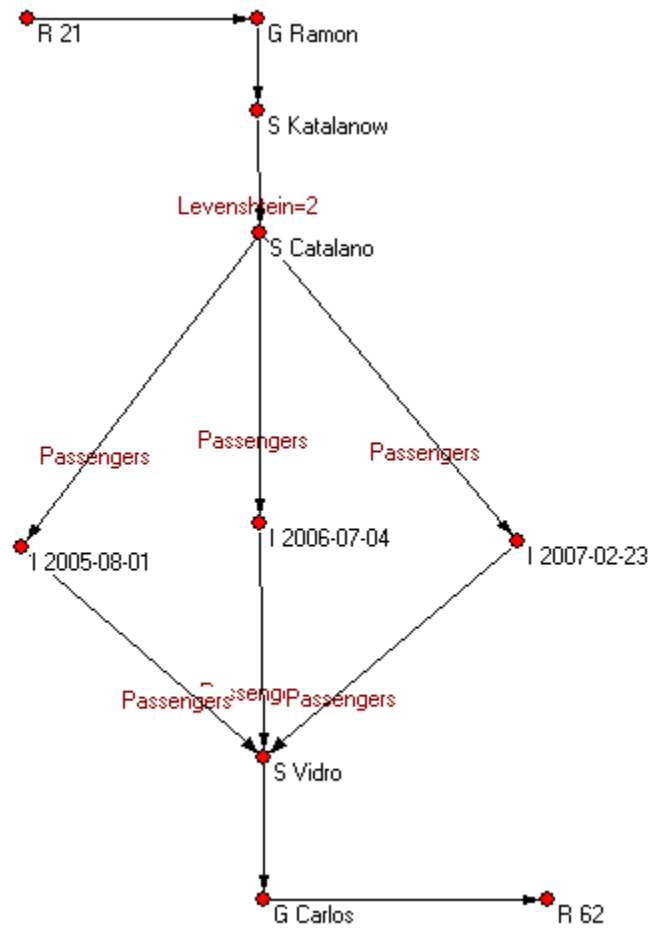 R 21
G Ramon
S Katalanow
Levenshtein=2
S Catalano
Passengers
Passengers
Passengers
I 2005-08-01
I 2006-07-04
I 2007-02-23
Passengers
Passengers
Passengers
S Vidro
G Carlos
R 62